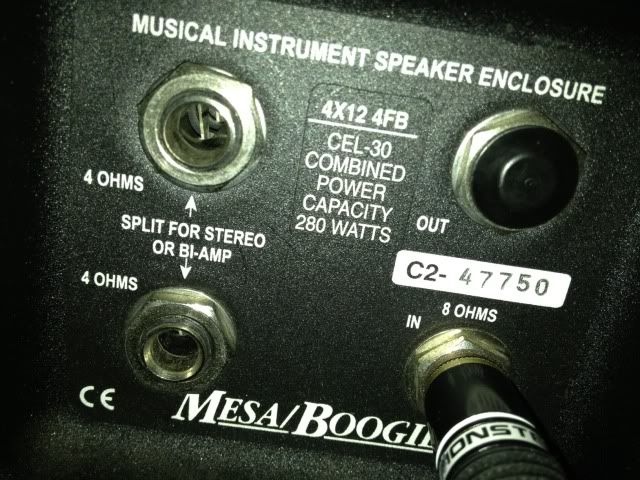 MUSICAL INSTRUMENT SPEAKER ENCLOSURE
4X12 4FB
CEL-30
COMBINED
POWER
CAPACITY
280 WATTS
OUT
4 OHMS
SPLIT FOR STEREO
OR BI-AMP
4 OHMS
C2- 47750
8 OHMS
IN
CE
MESA/BOOGIE
MONSTE